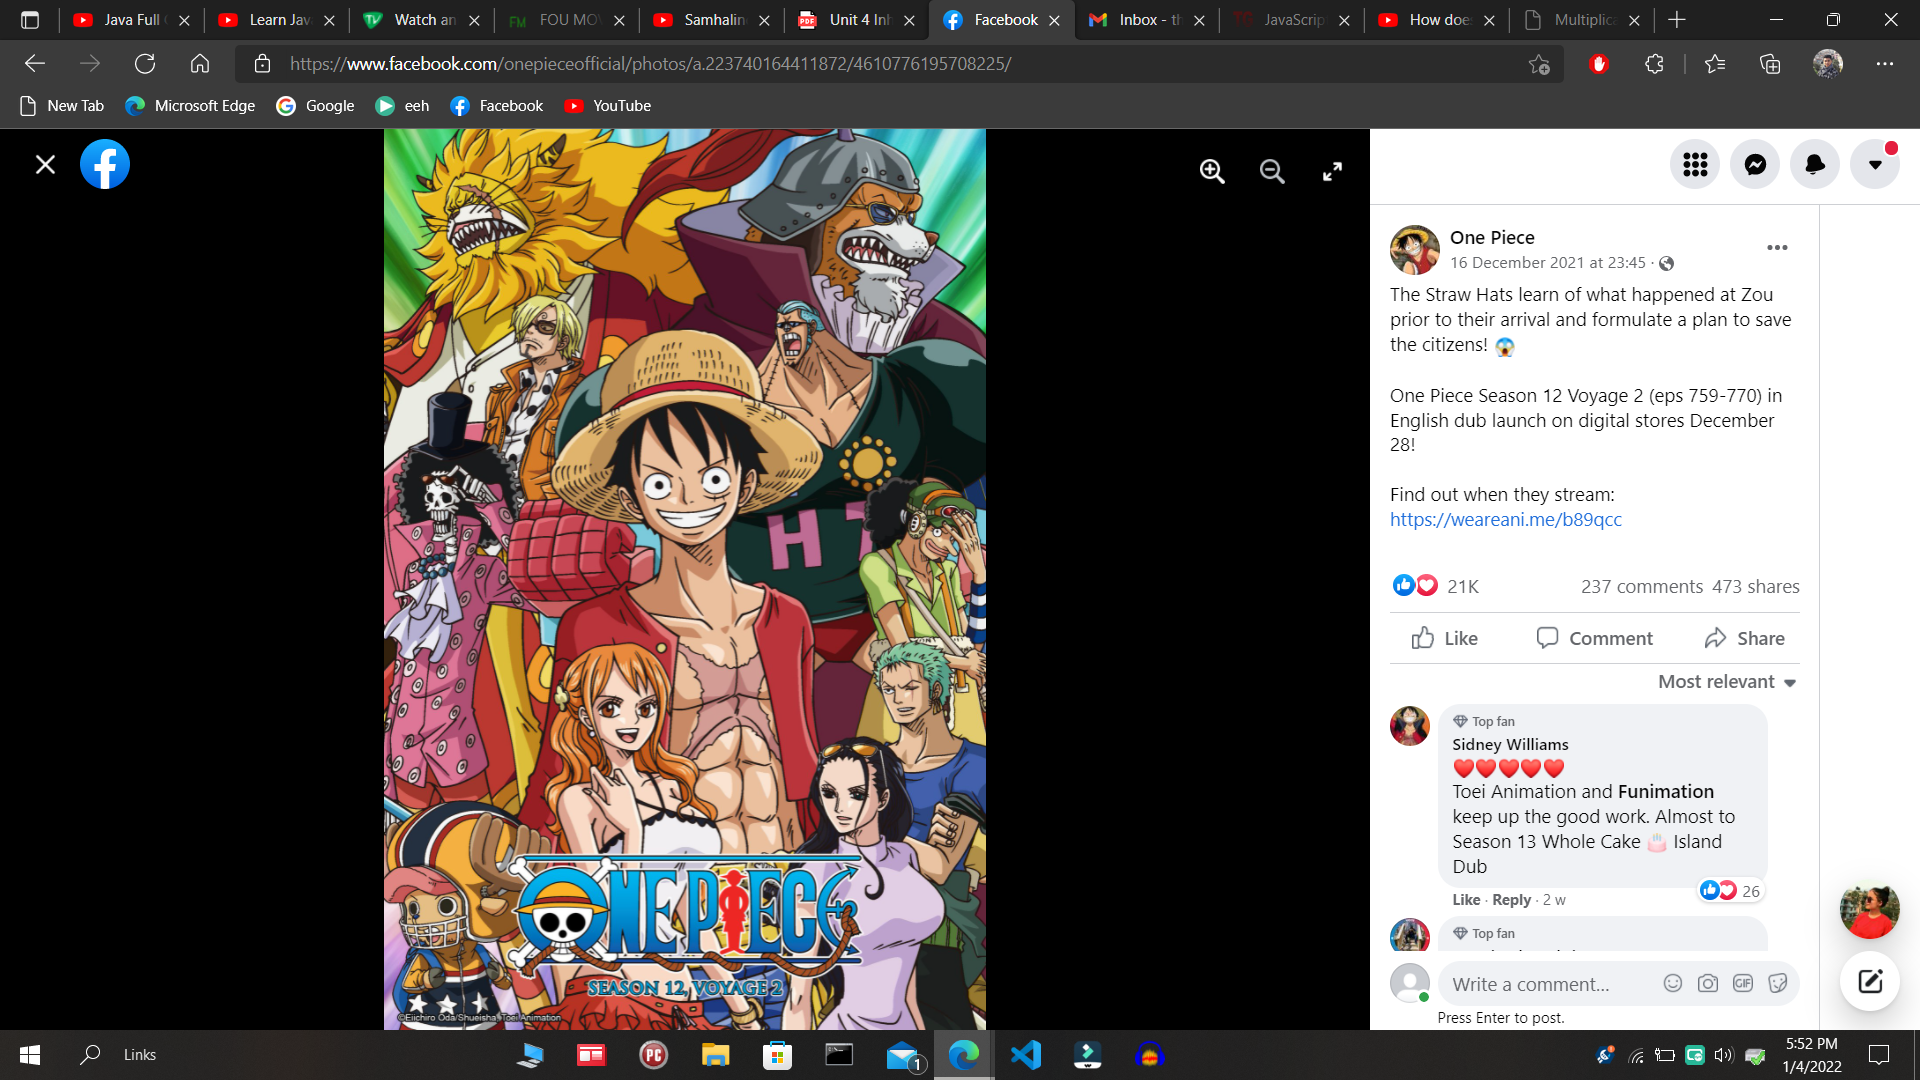 Java Full
Learn Jav
Watch an
FOU MOV
Samhalin
Unit 4 Inh
Facebook
Inbox - th
JavaScript
How doe
Multiplica
https://www.facebook.com/onepieceofficial/photos/a.223740164411872/4610776195708225/
New Tab
Microsoft Edge
Google
eeh
Facebook
YouTube
One Piece
16 December 2021 at 23:45 ·
The Straw Hats learn of what happened at Zou
prior to their arrival and formulate a plan to save
the citizens! 😱
One Piece Season 12 Voyage 2 (eps 759-770) in
English dub launch on digital stores December
28!
Find out when they stream:
https://weareani.me/b89qcc
21K
237 comments 473 shares
Like
Comment
Share
Most relevant
Top fan
Sidney Williams
❤️❤️❤️❤️❤️
Toei Animation and Funimation
keep up the good work. Almost to
Season 13 Whole Cake 🎂 Island
Dub
26
Like · Reply · 2 w
Top fan
Write a comment...
GIF
Press Enter to post.
H
ONE PIECE
SEASON 12, VOYAGE 2
©Eiichiro Oda/Shueisha, Toei Animation
Links
PC
1
5:52 PM
1/4/2022